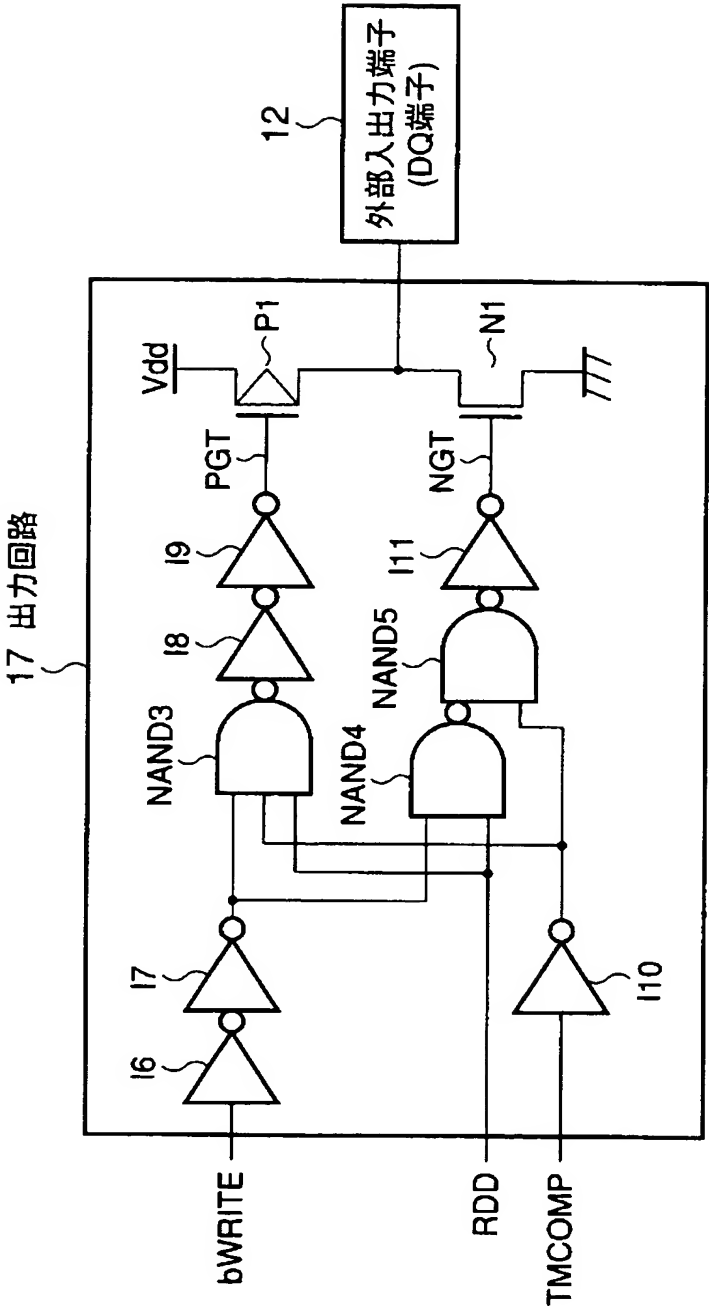 17 出力回路
Vdd
P1
PGT
I9
I8
NAND3
I7
I6
bWRITE
12
外部入出力端子
(DQ端子)
N1
NGT
I11
NAND5
NAND4
RDD
I10
TMCOMP